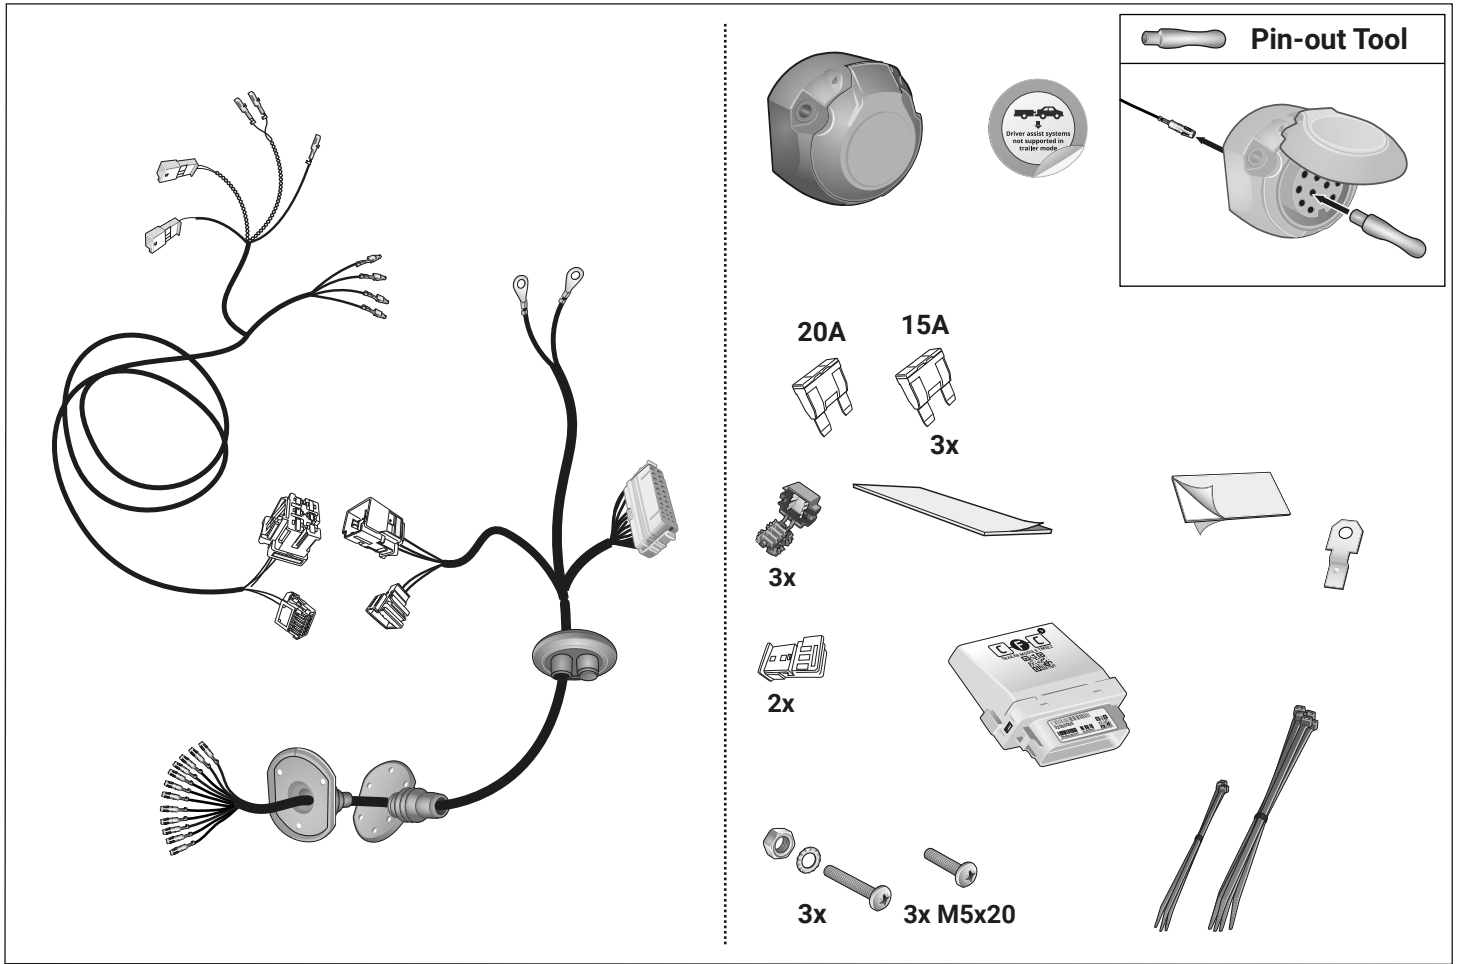 Pin-out Tool
Driver assist systems
not supported in
trailer mode
20A
15A
3x
3x
2x
C F C
3x
3x M5x20